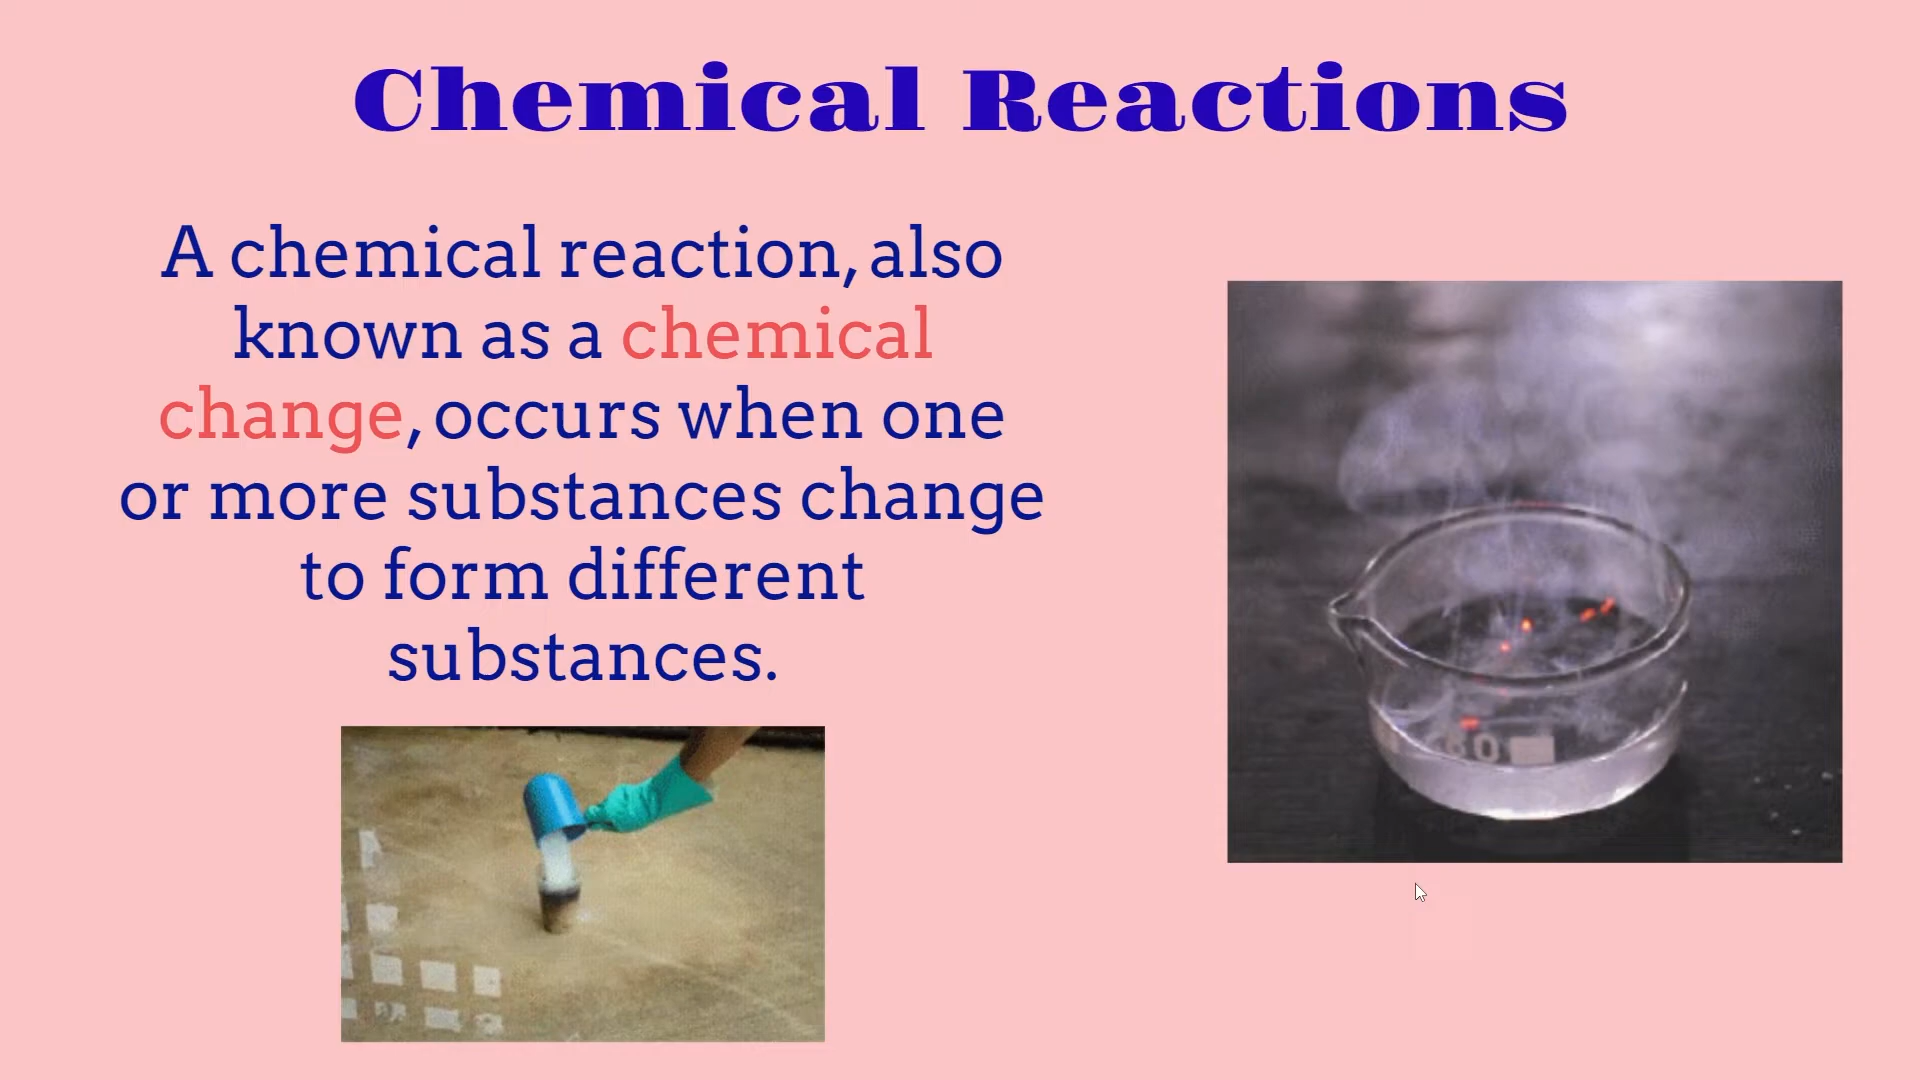 Chemical Reactions
A chemical reaction, also
known as a chemical
change, occurs when one
or more substances change
to form different
substances.